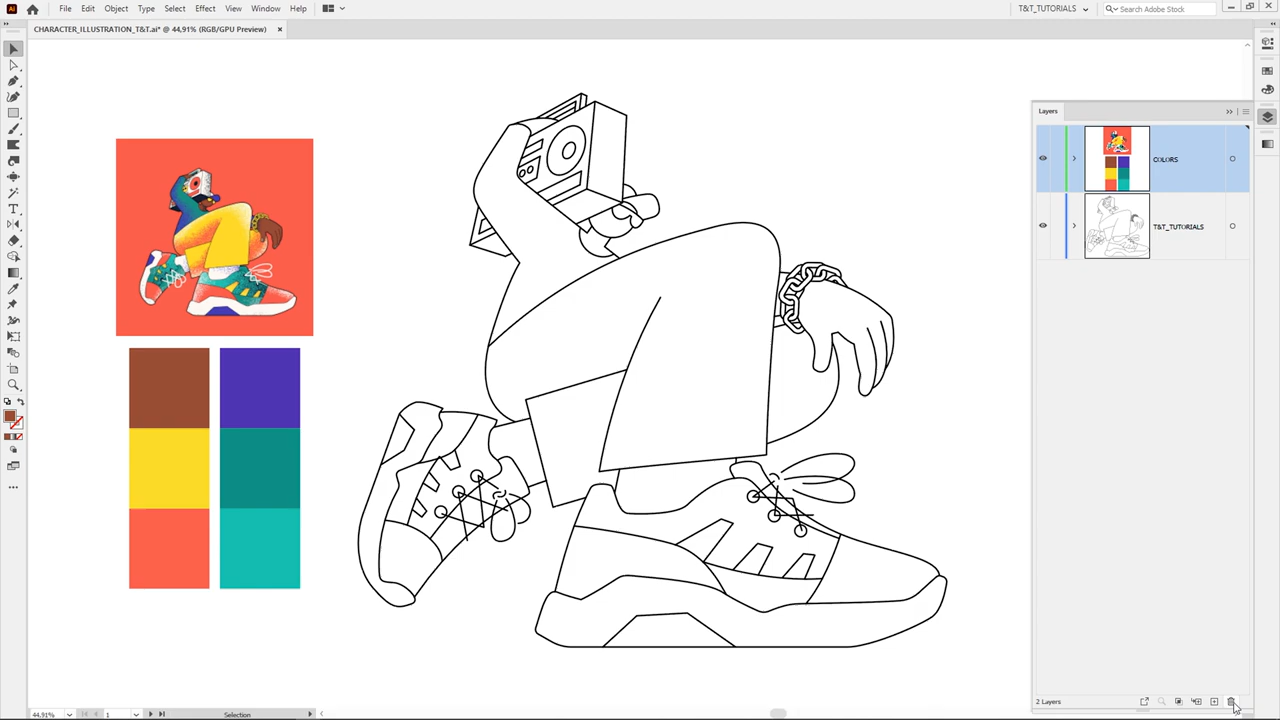 Ai File Edit Object Type Select Effect View Window Help T&T_TUTORIALS Search Adobe Stock
CHARACTER_ILLUSTRATION_T&T.ai* @ 44,91% (RGB/GPU Preview) ×
Layers
COLORS
T&T_TUTORIALS
2 Layers
44,91% 1 Selection